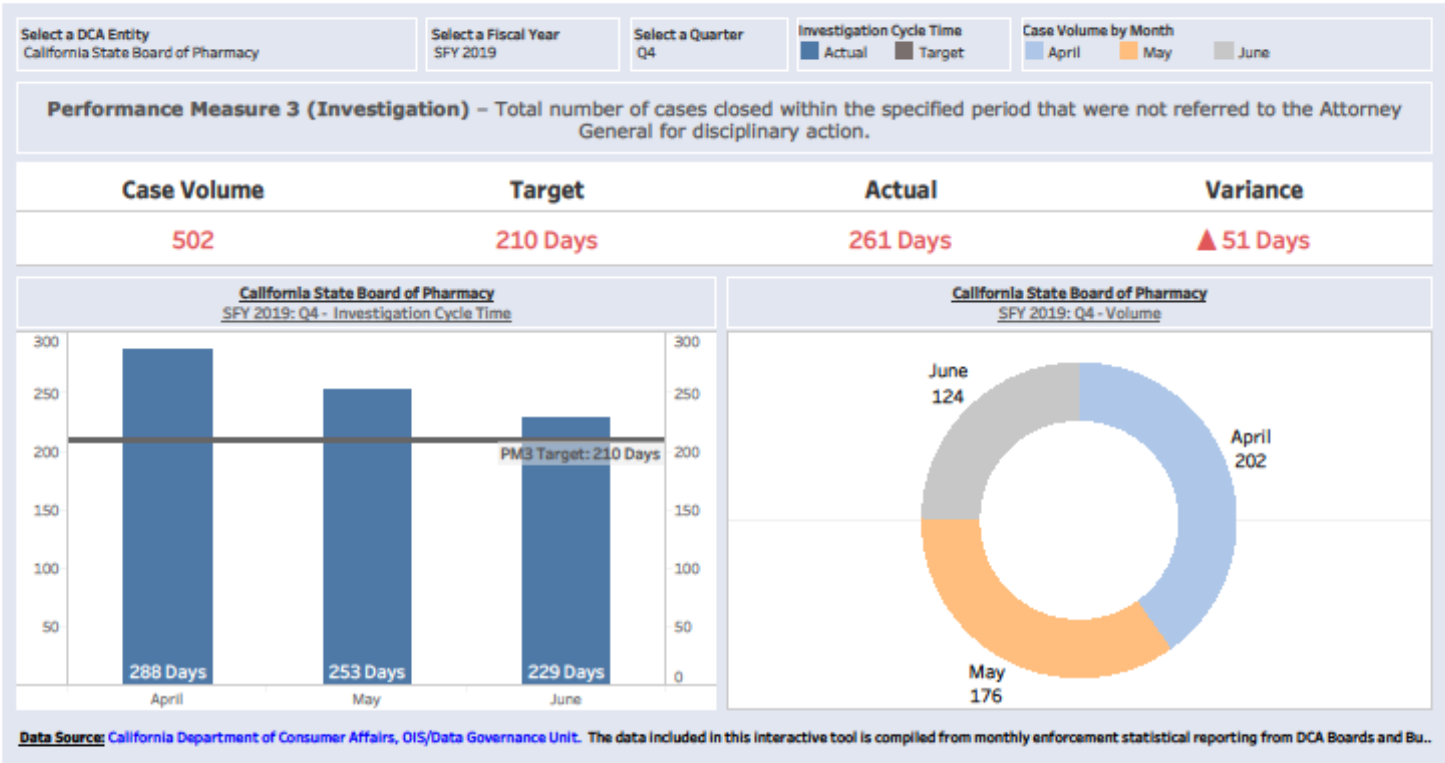 Select a DCA Entity
California State Board of Pharmacy
Select a Fiscal Year
SFY 2019
Select a Quarter
Q4
Investigation Cycle Time
Actual Target
Case Volume by Month
April May June
Performance Measure 3 (Investigation) – Total number of cases closed within the specified period that were not referred to the Attorney
General for disciplinary action.
Case Volume Target Actual Variance
502 210 Days 261 Days ▲ 51 Days
California State Board of Pharmacy
SFY 2019: Q4 - Investigation Cycle Time
300 300
250 250
200 200
150 150
100 100
50 50
0
PM3 Target: 210 Days
288 Days 253 Days 229 Days
April May June
California State Board of Pharmacy
SFY 2019: Q4 - Volume
June
124
April
202
May
176
Data Source: California Department of Consumer Affairs, OIS/Data Governance Unit. The data included in this interactive tool is compiled from monthly enforcement statistical reporting from DCA Boards and Bu..